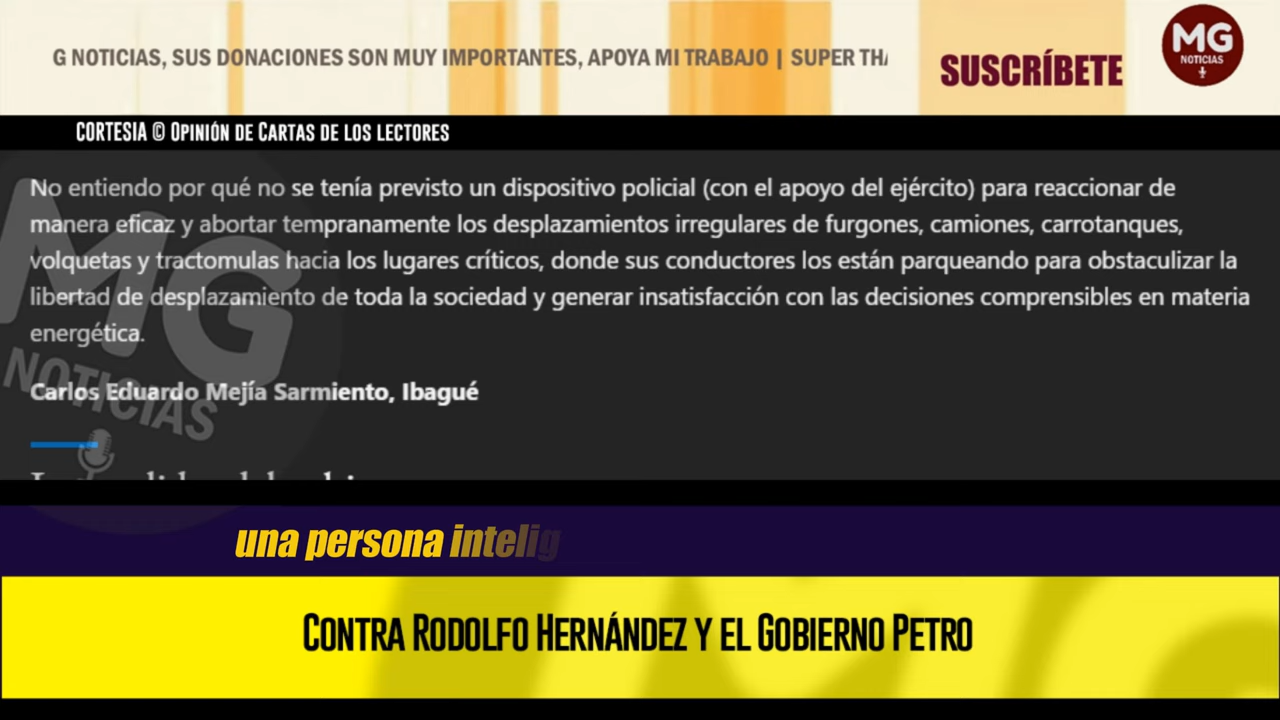 G NOTICIAS, SUS DONACIONES SON MUY IMPORTANTES, APOYA MI TRABAJO | SUPER THA
SUSCRÍBETE
MG
NOTICIAS
CORTESIA © OPINIÓN DE CARTAS DE LOS LECTORES
No entiendo por qué no se tenía previsto un dispositivo policial (con el apoyo del ejército) para reaccionar de
manera eficaz y abortar tempranamente los desplazamientos irregulares de furgones, camiones, carrotanques,
volquetas y tractomulas hacia los lugares críticos, donde sus conductores los están parqueando para obstaculizar la
libertad de desplazamiento de toda la sociedad y generar insatisfacción con las decisiones comprensibles en materia
energética.
Carlos Eduardo Mejía Sarmiento, Ibagué
MG
NOTICIAS
una persona intelig
CONTRA RODOLFO HERNÁNDEZ Y EL GOBIERNO PETRO